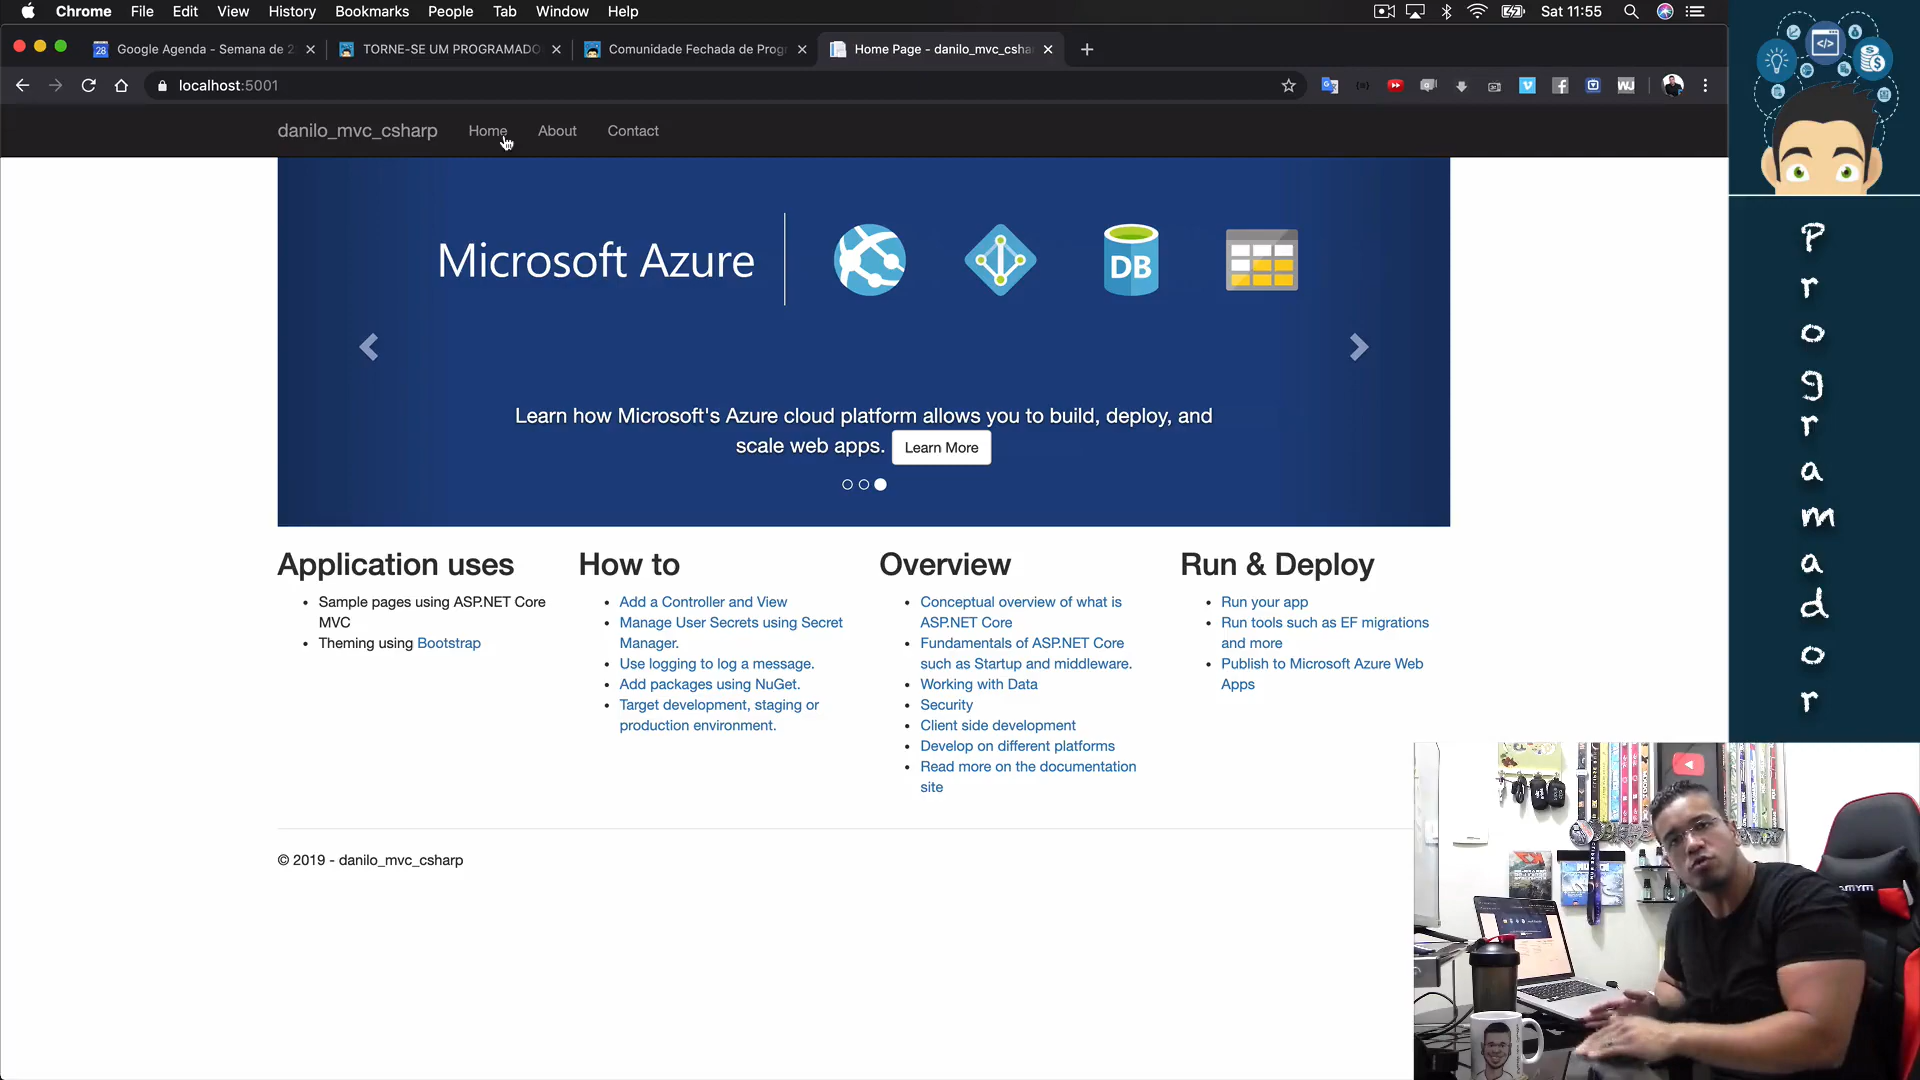 Chrome File Edit View History Bookmarks People Tab Window Help Sat 11:55
28 Google Agenda - Semana de 2
TORNE-SE UM PROGRAMADO
Comunidade Fechada de Prog
Home Page - danilo_mvc_csha
localhost:5001
danilo_mvc_csharp Home About Contact
Microsoft Azure
DB
Learn how Microsoft's Azure cloud platform allows you to build, deploy, and
scale web apps. Learn More
Application uses
Sample pages using ASP.NET Core
MVC
Theming using Bootstrap
How to
Add a Controller and View
Manage User Secrets using Secret
Manager.
Use logging to log a message.
Add packages using NuGet.
Target development, staging or
production environment.
Overview
Conceptual overview of what is
ASP.NET Core
Fundamentals of ASP.NET Core
such as Startup and middleware.
Working with Data
Security
Client side development
Develop on different platforms
Read more on the documentation
site
Run & Deploy
Run your app
Run tools such as EF migrations
and more
Publish to Microsoft Azure Web
Apps
© 2019 - danilo_mvc_csharp
Programador